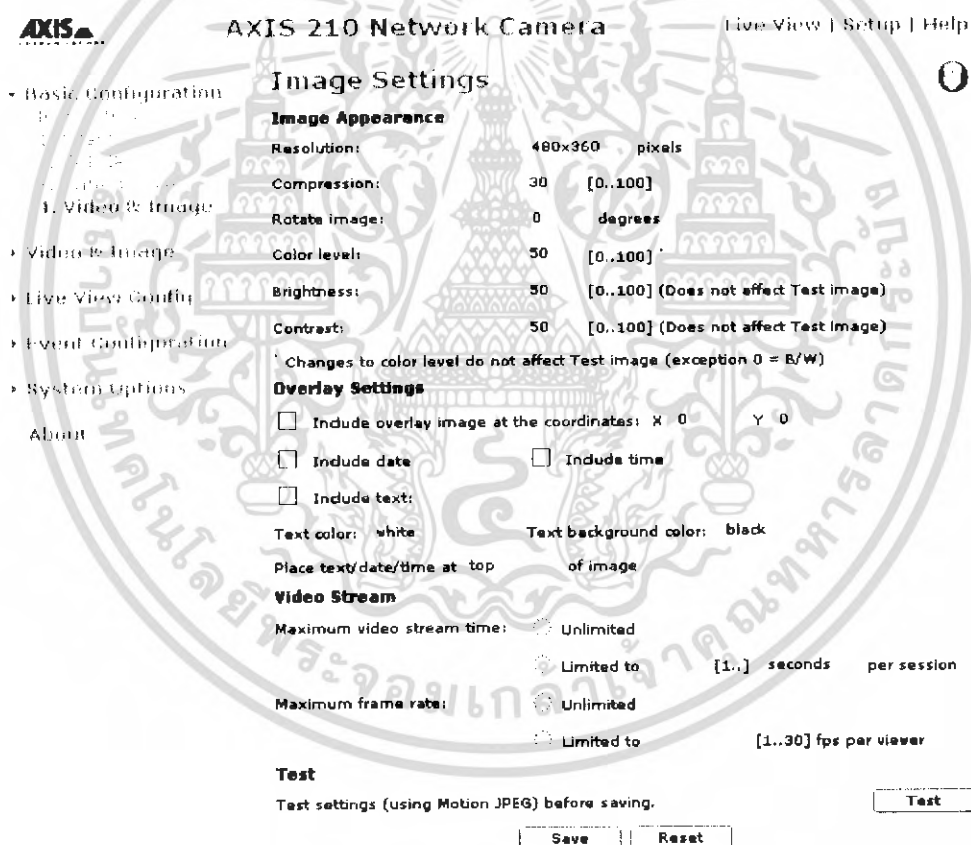 AXIS
AXIS 210 Network Camera
Live View | Setup | Help
Basic Configuration
4. Video & Image
Video & Image
Live View Config
Event Configuration
System Options
About
Image Settings
Image Appearance
Resolution: 480x360 pixels
Compression: 30 [0..100]
Rotate image: 0 degrees
Color level: 50 [0..100] *
Brightness: 50 [0..100] (Does not affect Test image)
Contrast: 50 [0..100] (Does not affect Test image)
* Changes to color level do not affect Test image (exception 0 = B/W)
Overlay Settings
Include overlay image at the coordinates: X 0 Y 0
Include date Include time
Include text:
Text color: white Text background color: black
Place text/date/time at top of image
Video Stream
Maximum video stream time: Unlimited
Limited to [1..] seconds per session
Maximum frame rate: Unlimited
Limited to [1..30] fps per viewer
Test
Test settings (using Motion JPEG) before saving. Test
Save Reset